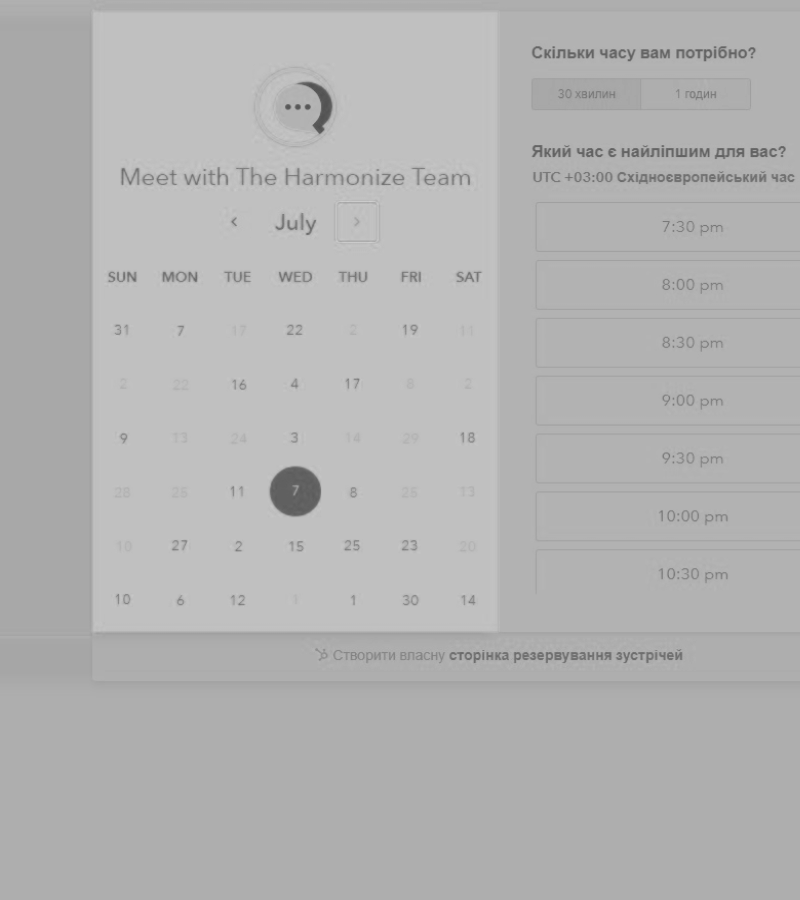 Meet with The Harmonize Team
July
SUN MON TUE WED THU FRI SAT
31 7 17 22 2 19 11
2 22 16 4 17 8 2
9 13 24 3 14 29 18
28 25 11 7 8 25 13
18 27 2 15 25 23 20
10 6 12 1 1 30 14
Скільки часу вам потрібно?
30 хвилин 1 годин
Який час є найліпшим для вас?
UTC +03:00 Східноєвропейський час
7:30 pm
8:00 pm
8:30 pm
9:00 pm
9:30 pm
10:00 pm
10:30 pm
Створити власну сторінка резервування зустрічей